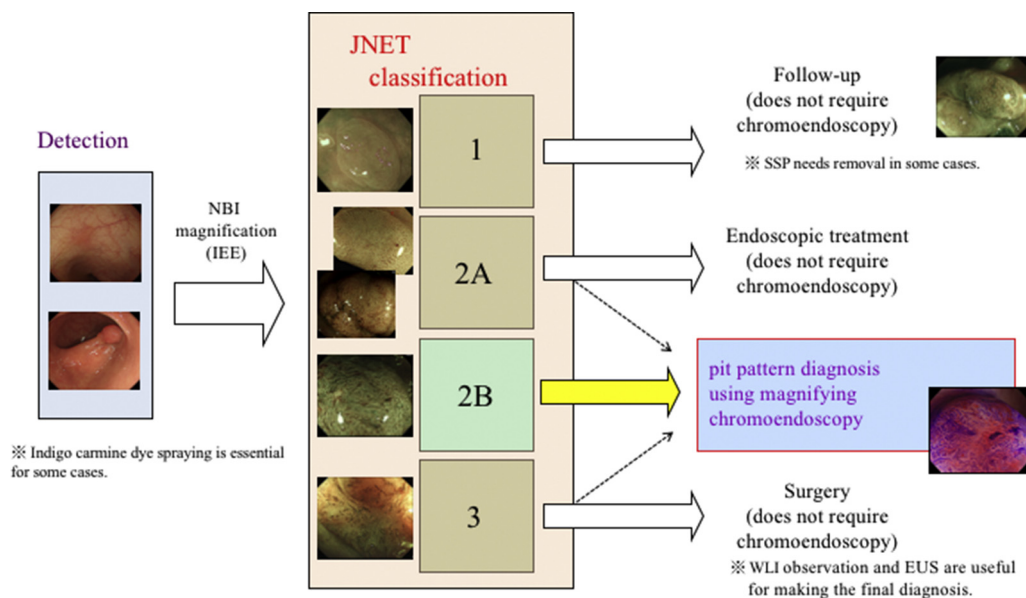 Detection
※ Indigo carmine dye spraying is essential
for some cases.
NBI
magnification
(IEE)
JNET
classification
1
2A
2B
3
Follow-up
(does not require
chromoendoscopy)
※ SSP needs removal in some cases.
Endoscopic treatment
(does not require
chromoendoscopy)
pit pattern diagnosis
using magnifying
chromoendoscopy
Surgery
(does not require
chromoendoscopy)
※ WLI observation and EUS are useful
for making the final diagnosis.